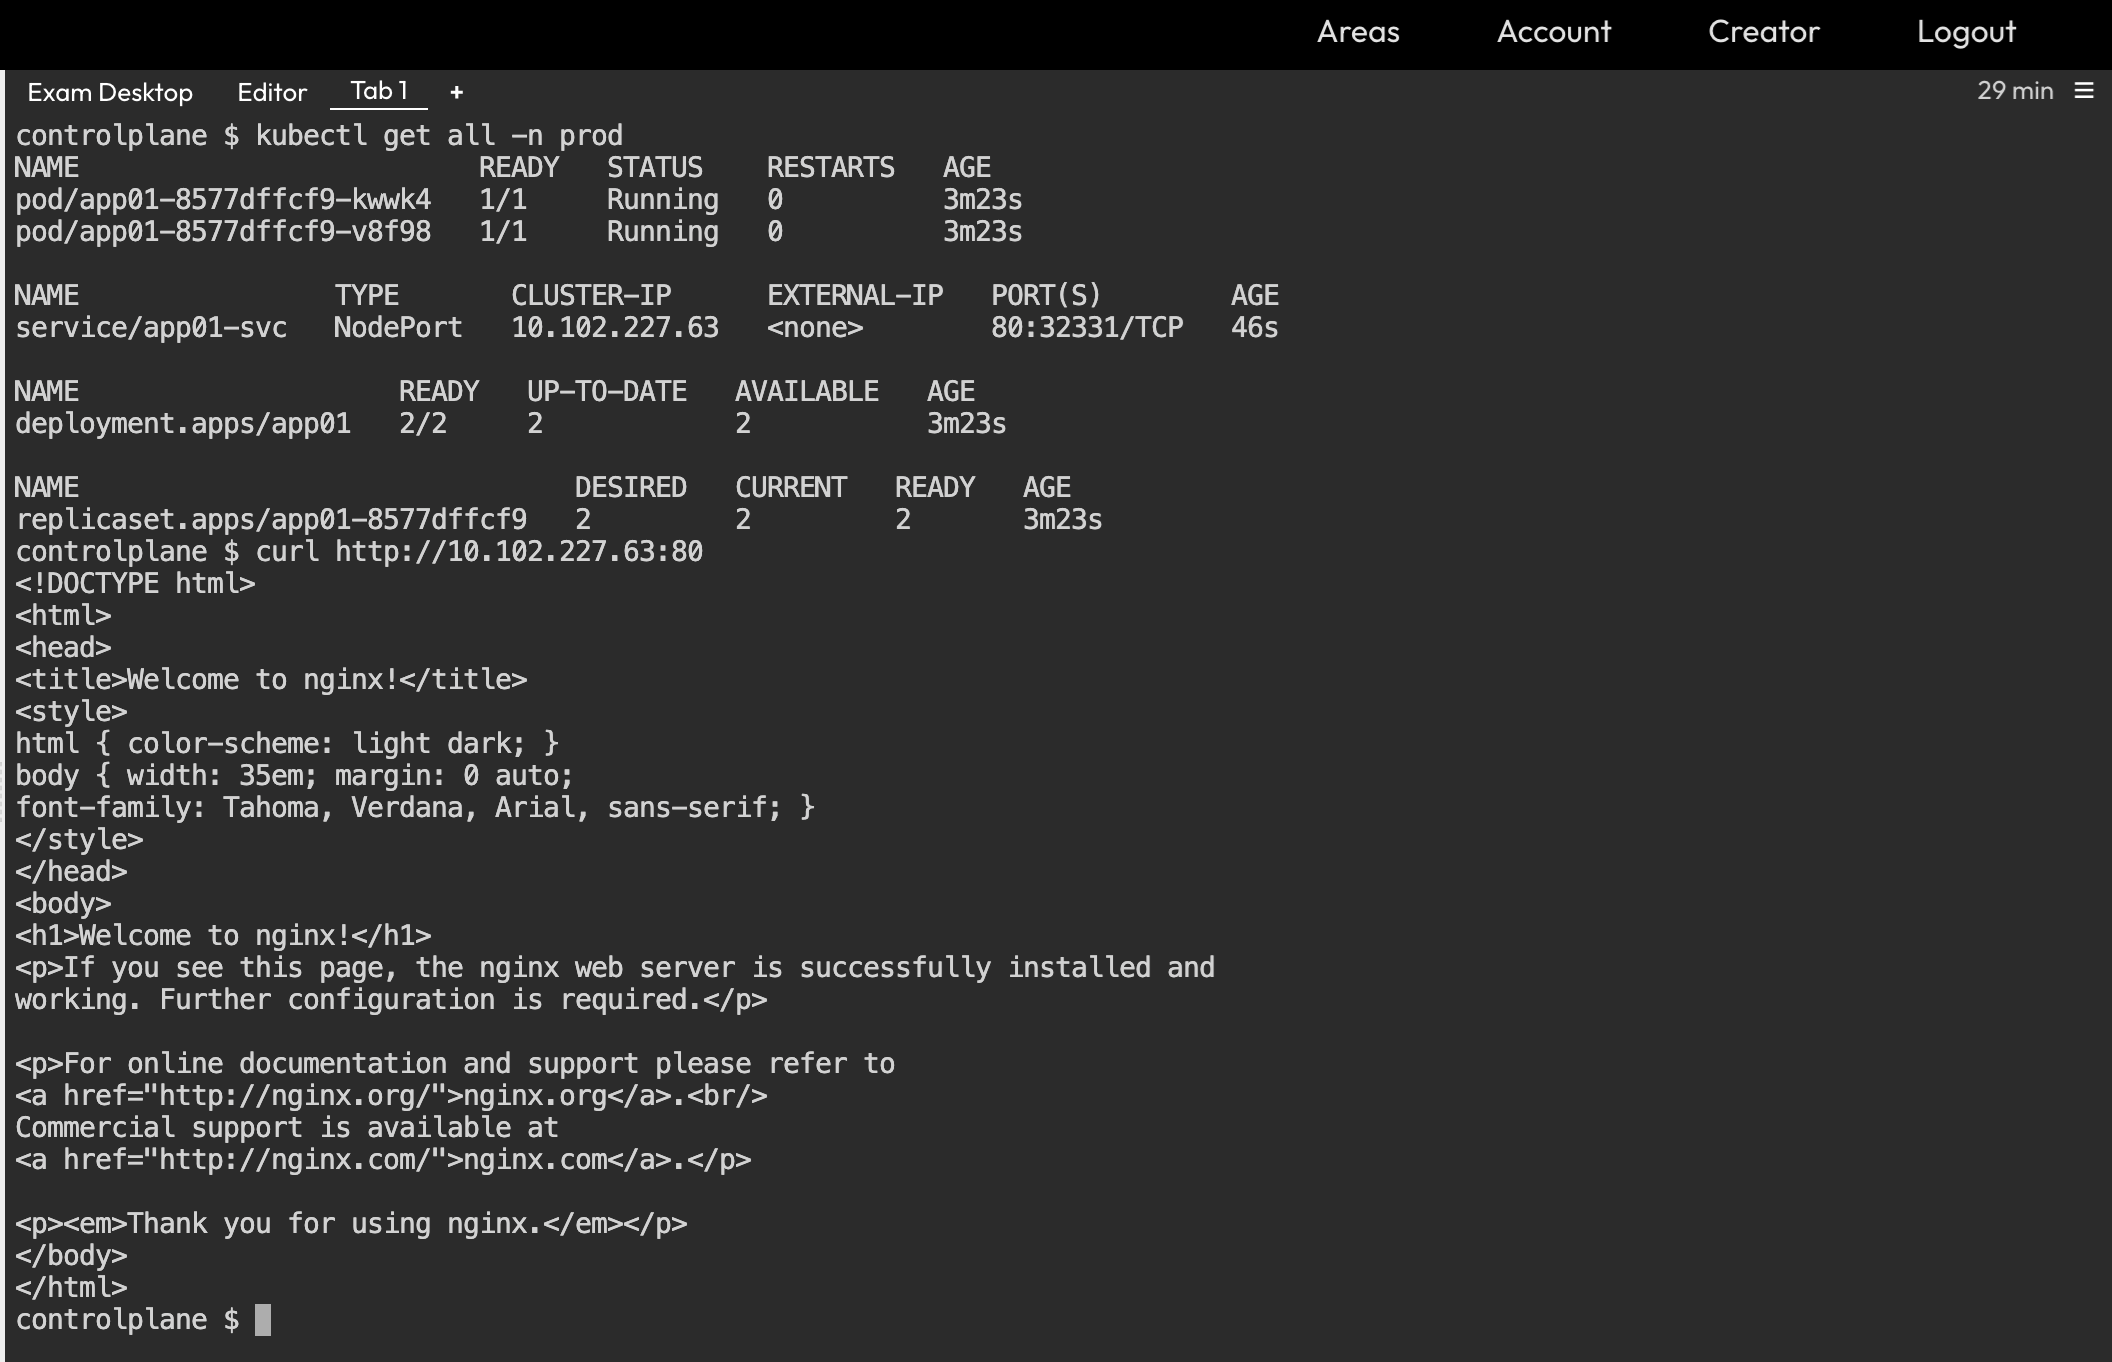 Areas Account Creator Logout
Exam Desktop Editor Tab 1 + 29 min ≡
controlplane $ kubectl get all -n prod
NAME READY STATUS RESTARTS AGE
pod/app01-8577dffcf9-kwwk4 1/1 Running 0 3m23s
pod/app01-8577dffcf9-v8f98 1/1 Running 0 3m23s
NAME TYPE CLUSTER-IP EXTERNAL-IP PORT(S) AGE
service/app01-svc NodePort 10.102.227.63 <none> 80:32331/TCP 46s
NAME READY UP-TO-DATE AVAILABLE AGE
deployment.apps/app01 2/2 2 2 3m23s
NAME DESIRED CURRENT READY AGE
replicaset.apps/app01-8577dffcf9 2 2 2 3m23s
controlplane $ curl http://10.102.227.63:80
<!DOCTYPE html>
<html>
<head>
<title>Welcome to nginx!</title>
<style>
html { color-scheme: light dark; }
body { width: 35em; margin: 0 auto;
font-family: Tahoma, Verdana, Arial, sans-serif; }
</style>
</head>
<body>
<h1>Welcome to nginx!</h1>
<p>If you see this page, the nginx web server is successfully installed and
working. Further configuration is required.</p>
<p>For online documentation and support please refer to
<a href="http://nginx.org/">nginx.org</a>.<br/>
Commercial support is available at
<a href="http://nginx.com/">nginx.com</a>.</p>
<p><em>Thank you for using nginx.</em></p>
</body>
</html>
controlplane $